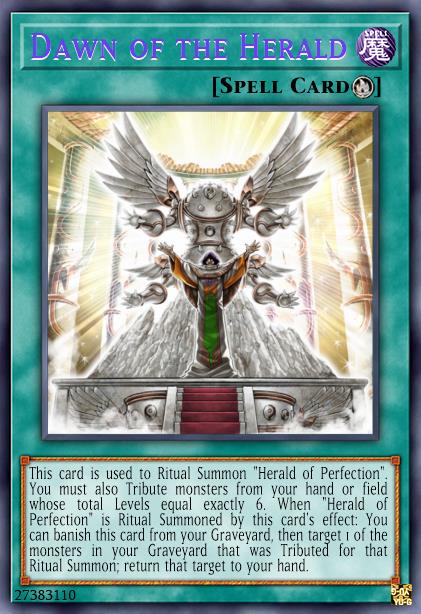 Dawn of the Herald
SPELL
魔
[Spell Card]
This card is used to Ritual Summon "Herald of Perfection".
You must also Tribute monsters from your hand or field
whose total Levels equal exactly 6. When "Herald of
Perfection" is Ritual Summoned by this card's effect: You
can banish this card from your Graveyard, then target 1 of the
monsters in your Graveyard that was Tributed for that
Ritual Summon; return that target to your hand.
27383110